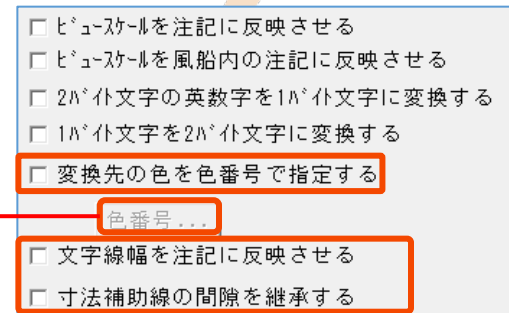 ﾋﾞｭｰｽｹｰﾙを注記に反映させる
ﾋﾞｭｰｽｹｰﾙを風船内の注記に反映させる
2ﾊﾞｲﾄ文字の英数字を1ﾊﾞｲﾄ文字に変換する
1ﾊﾞｲﾄ文字を2ﾊﾞｲﾄ文字に変換する
変換先の色を色番号で指定する
色番号...
文字線幅を注記に反映させる
寸法補助線の間隙を継承する